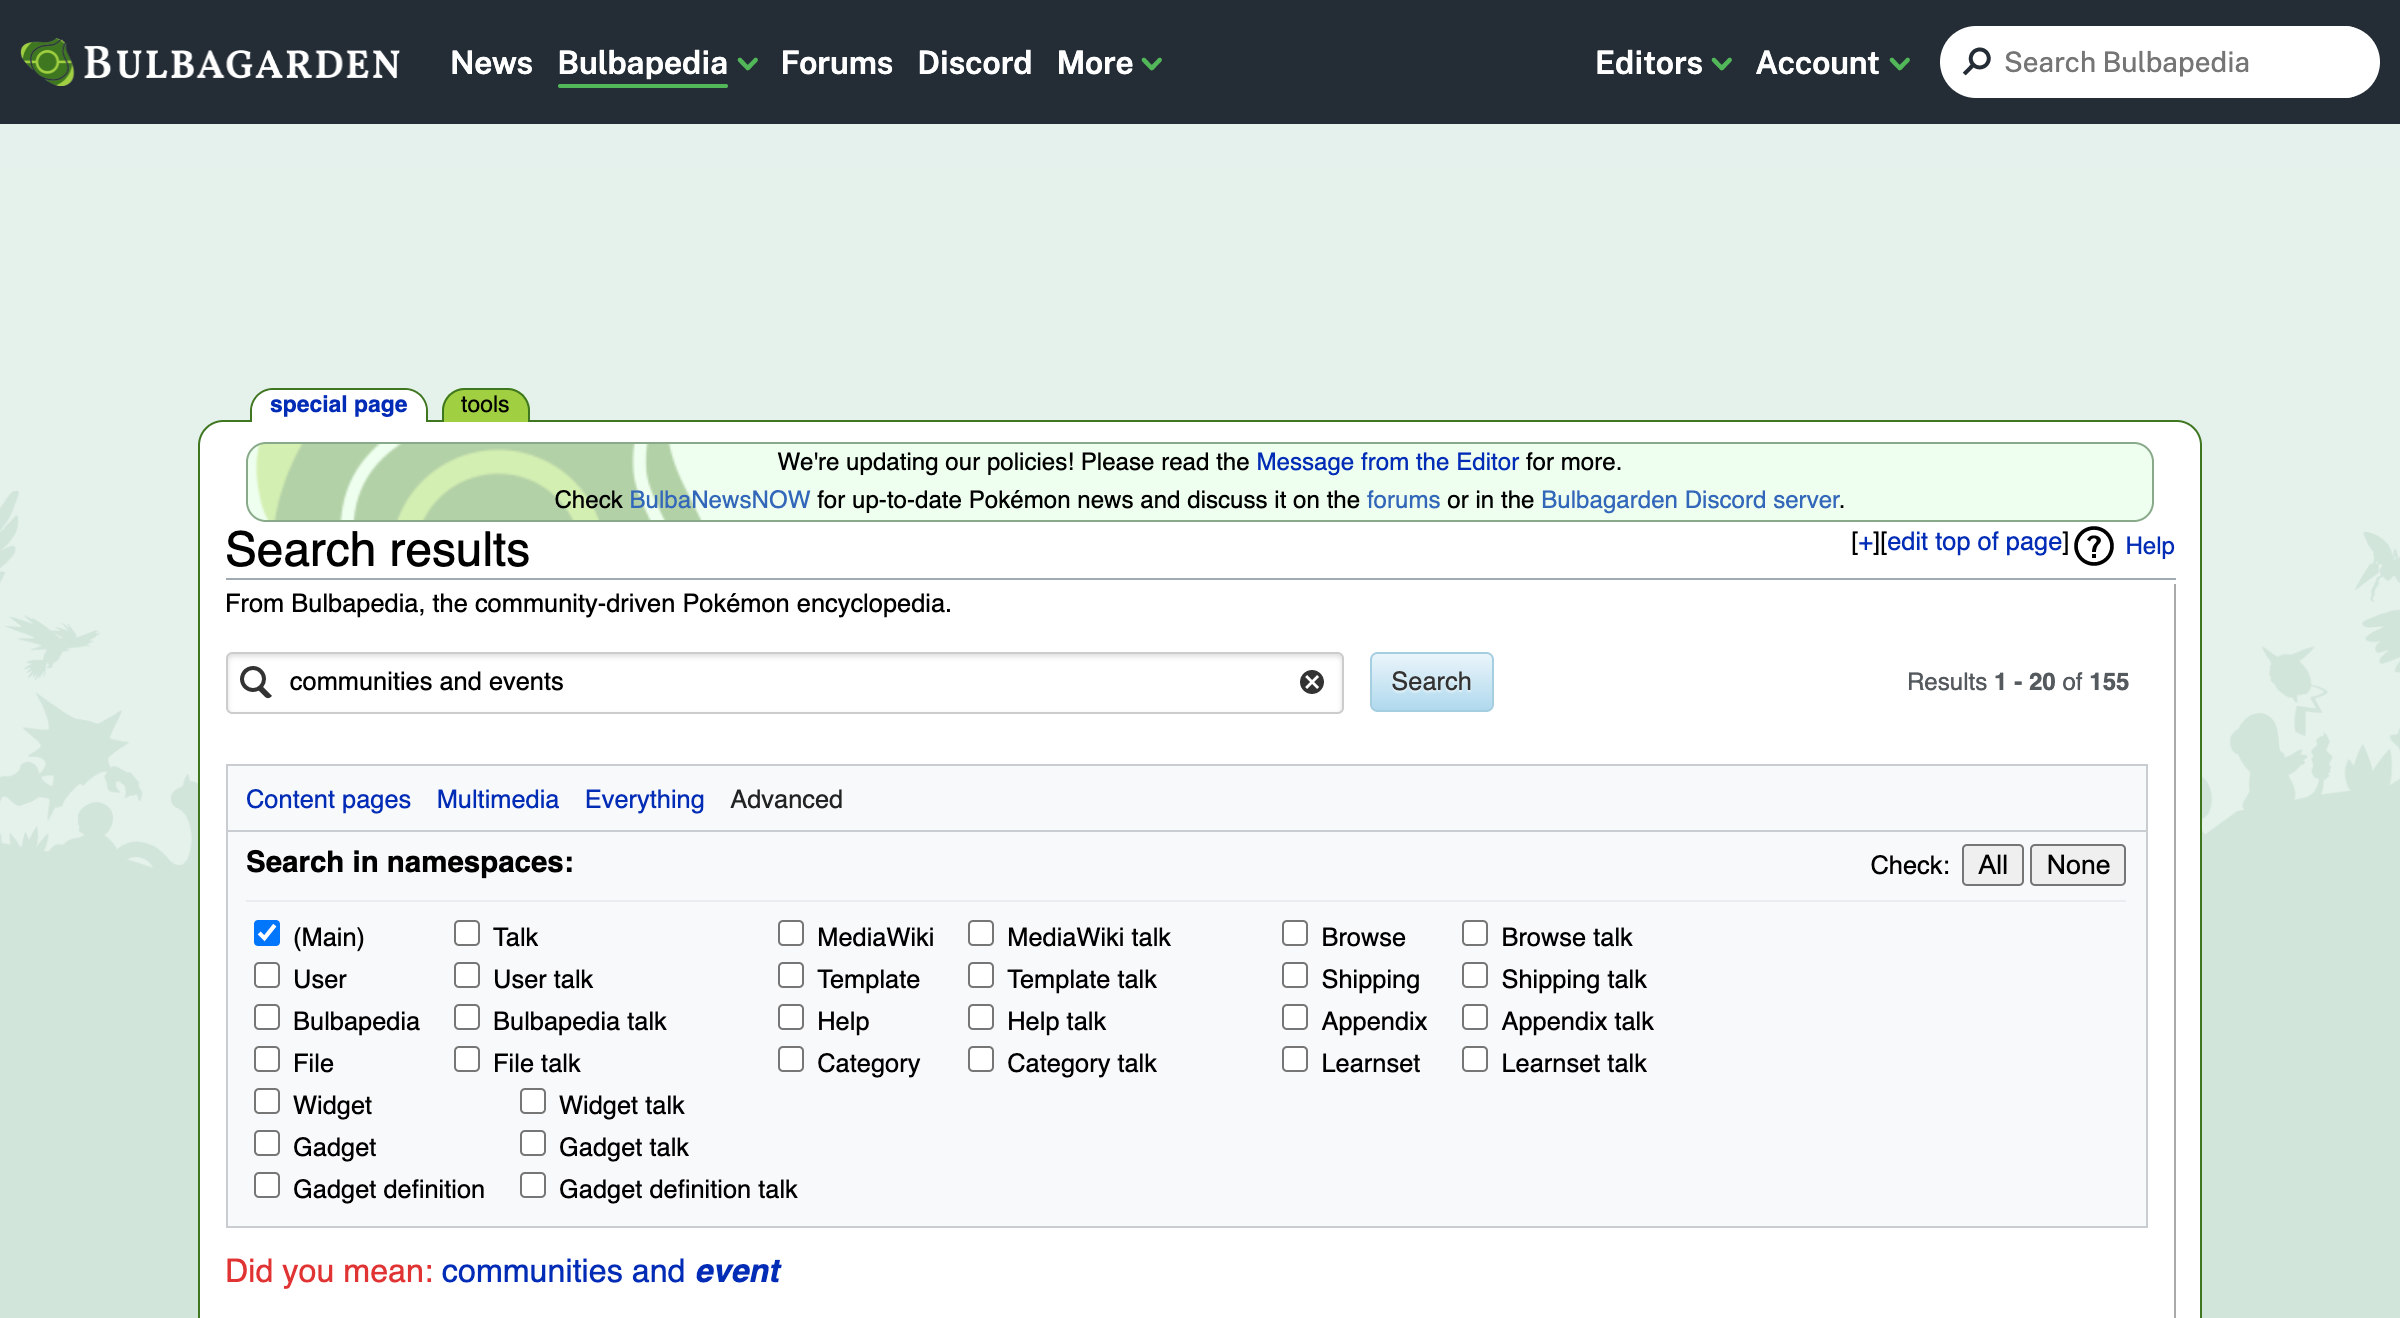 BULBAGARDEN News Bulbapedia Forums Discord More Editors Account Search Bulbapedia
special page tools
We're updating our policies! Please read the Message from the Editor for more.
Check BulbaNewsNOW for up-to-date Pokémon news and discuss it on the forums or in the Bulbagarden Discord server.
Search results [+][edit top of page] ? Help
From Bulbapedia, the community-driven Pokémon encyclopedia.
communities and events Search Results 1 - 20 of 155
Content pages Multimedia Everything Advanced
Search in namespaces: Check: All None
(Main) Talk MediaWiki MediaWiki talk Browse Browse talk
User User talk Template Template talk Shipping Shipping talk
Bulbapedia Bulbapedia talk Help Help talk Appendix Appendix talk
File File talk Category Category talk Learnset Learnset talk
Widget Widget talk
Gadget Gadget talk
Gadget definition Gadget definition talk
Did you mean: communities and event